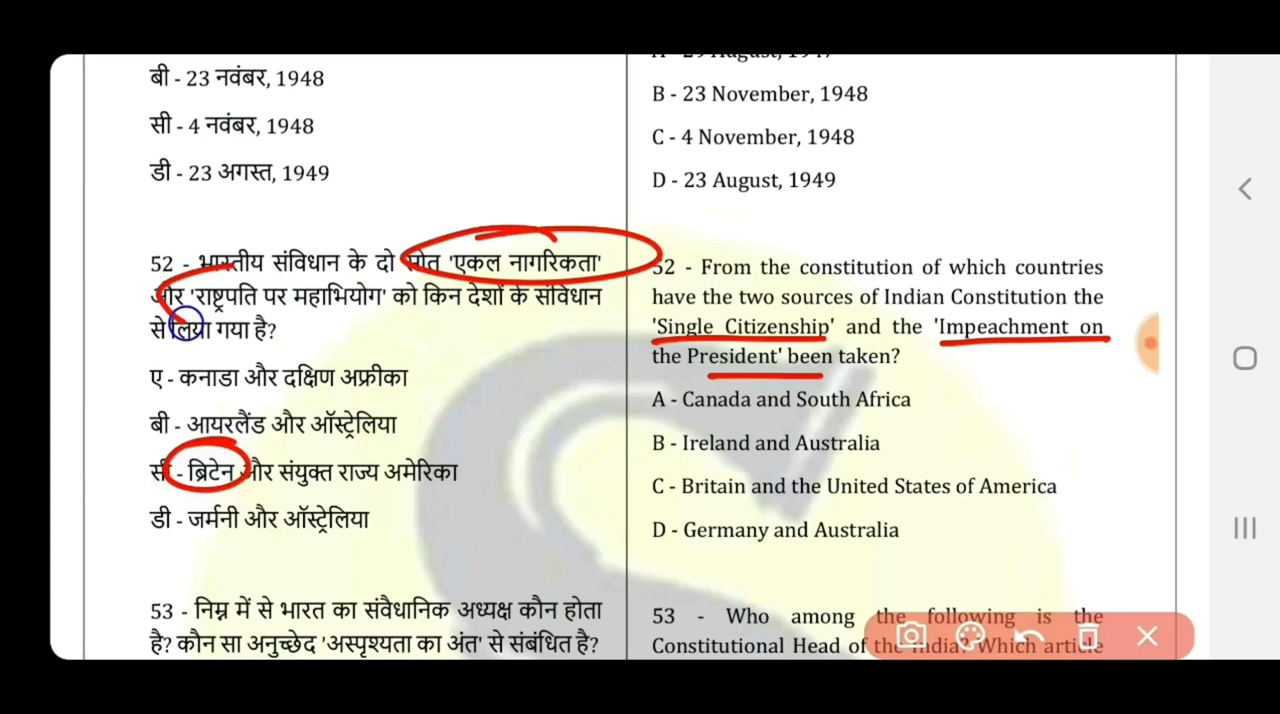 बी - 23 नवंबर, 1948
सी - 4 नवंबर, 1948
डी - 23 अगस्त, 1949
52 - भारतीय संविधान के दो स्रोत 'एकल नागरिकता'
और 'राष्ट्रपति पर महाभियोग' को किन देशों के संविधान
से लिया गया है?
ए - कनाडा और दक्षिण अफ्रीका
बी - आयरलैंड और ऑस्ट्रेलिया
सी - ब्रिटेन और संयुक्त राज्य अमेरिका
डी - जर्मनी और ऑस्ट्रेलिया
53 - निम्न में से भारत का संवैधानिक अध्यक्ष कौन होता
है? कौन सा अनुच्छेद 'अस्पृश्यता का अंत' से संबंधित है?
B - 23 November, 1948
C - 4 November, 1948
D - 23 August, 1949
52 - From the constitution of which countries
have the two sources of Indian Constitution the
'Single Citizenship' and the 'Impeachment on
the President' been taken?
A - Canada and South Africa
B - Ireland and Australia
C - Britain and the United States of America
D - Germany and Australia
53 - Who among the following is the
Constitutional Head of the India? Which article